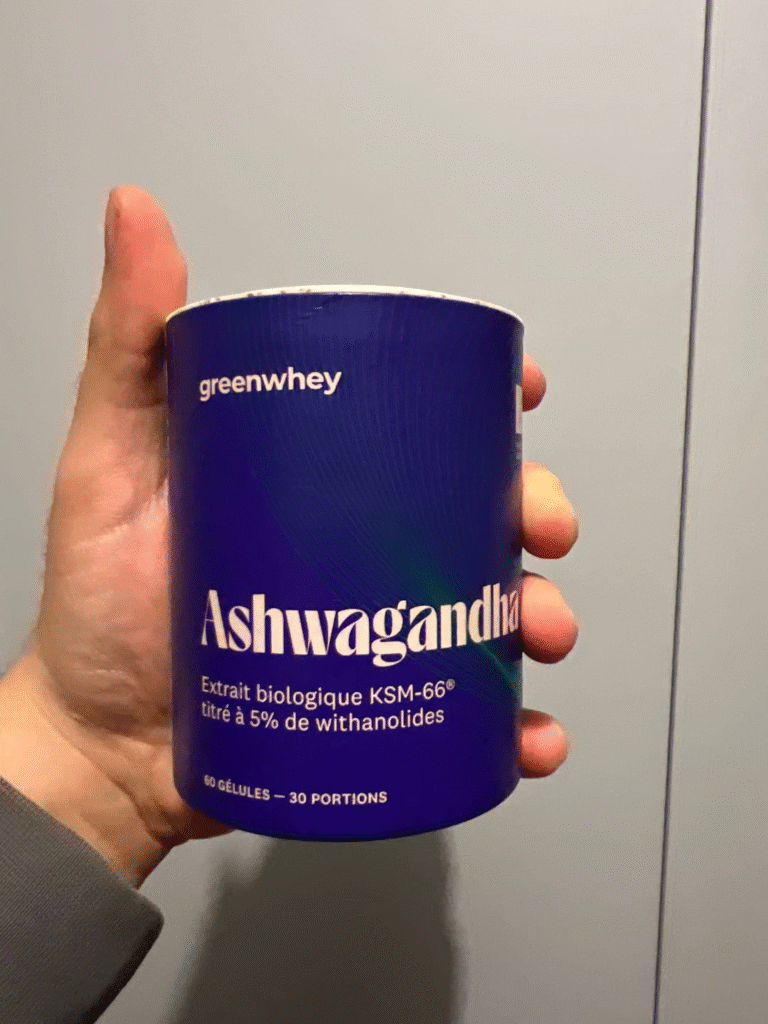 greenwhey
Ashwagandha
Extrait biologique KSM-66®
titré à 5% de withanolides
60 GÉLULES — 30 PORTIONS